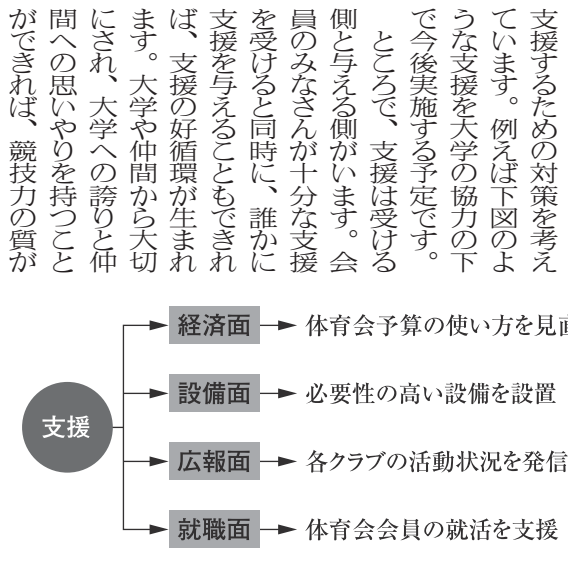 支援するための対策を考え
ています。例えば下図のよ
うな支援を大学の協力の下
で今後実施する予定です。
ところで、支援は受ける
側と与える側がいます。会
員のみなさんが十分な支援
を受けると同時に、誰かに
支援を与えることもできれ
ば、支援の好循環が生まれ
ます。大学や仲間から大切
にされ、大学への誇りと仲
間への思いやりを持つこと
ができれば、競技力の質が
支援
経済面 体育会予算の使い方を見直
設備面 必要性の高い設備を設置
広報面 各クラブの活動状況を発信
就職面 体育会会員の就活を支援